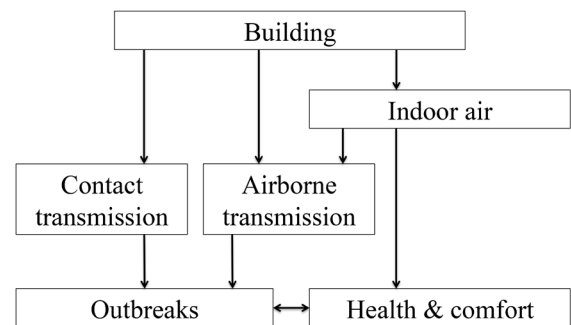 Building
Indoor air
Contact
transmission
Airborne
transmission
Outbreaks
Health & comfort